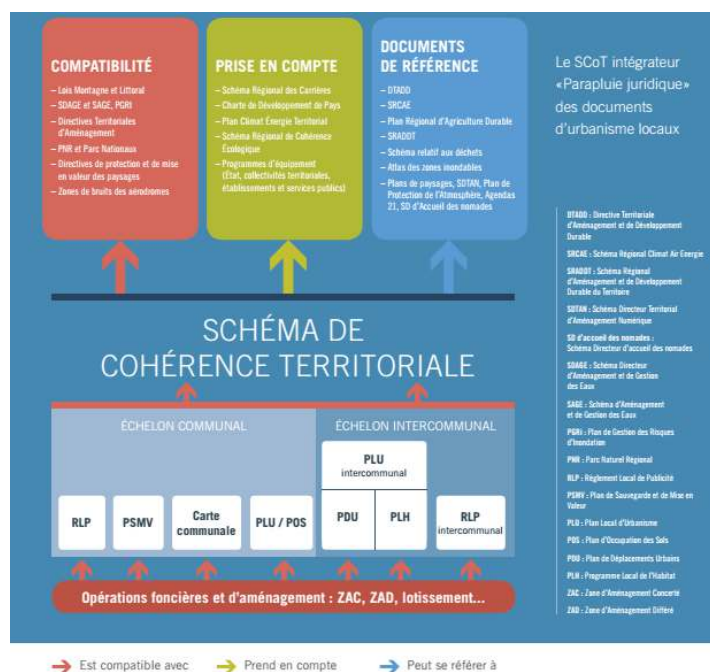 COMPATIBILITÉ
– Lois Montagne et Littoral
– SDAGE et SAGE, PGRI
– Directives Territoriales
d'Aménagement
– PNR et Parc Nationaux
– Directives de protection et de mise
en valeur des paysages
– Zones de bruits des aérodromes
PRISE EN COMPTE
– Schéma Régional des Carrières
– Charte de Développement de Pays
– Plan Climat Énergie Territorial
– Schéma Régional de Cohérence
Écologique
– Programmes d'équipement
(État, collectivités territoriales,
établissements et services publics)
DOCUMENTS
DE RÉFÉRENCE
– DTADD
– SRCAE
– Plan Régional d'Agriculture Durable
– SRADDT
– Schéma relatif aux déchets
– Atlas des zones inondables
– Plans de paysages, SDTAN, Plan de
Protection de l'Atmosphère, Agendas
21, SD d'Accueil des nomades
Le SCoT intégrateur
«Parapluie juridique»
des documents
d'urbanisme locaux
DTADD : Directive Territoriale
d'Aménagement et de Développement
Durable
SRCAE : Schéma Régional Climat Air Energie
SRADDT : Schéma Régional
d'Aménagement et de Développement
Durable du Territoire
SDTAN : Schéma Directeur Territorial
d'Aménagement Numérique
SD d'accueil des nomades :
Schéma Directeur d'accueil des nomades
SDAGE : Schéma Directeur
d'Aménagement et de Gestion
des Eaux
SAGE : Schéma d'Aménagement
et de Gestion des Eaux
PGRi : Plan de Gestion des Risques
d'Inondation
PNR : Parc Naturel Régional
RLP : Règlement Local de Publicité
PSMV : Plan de Sauvegarde et de Mise en
Valeur
PLU : Plan Local d'Urbanisme
POS : Plan d'Occupation des Sols
PDU : Plan de Déplacements Urbains
PLH : Programme Local de l'Habitat
ZAC : Zone d'Aménagement Concerté
ZAD : Zone d'Aménagement Différé
SCHÉMA DE
COHÉRENCE TERRITORIALE
ÉCHELON COMMUNAL
ÉCHELON INTERCOMMUNAL
PLU
intercommunal
RLP
PSMV
Carte
communale
PLU / POS
PDU
PLH
RLP
intercommunal
Opérations foncières et d'aménagement : ZAC, ZAD, lotissement...
Est compatible avec
Prend en compte
Peut se référer à